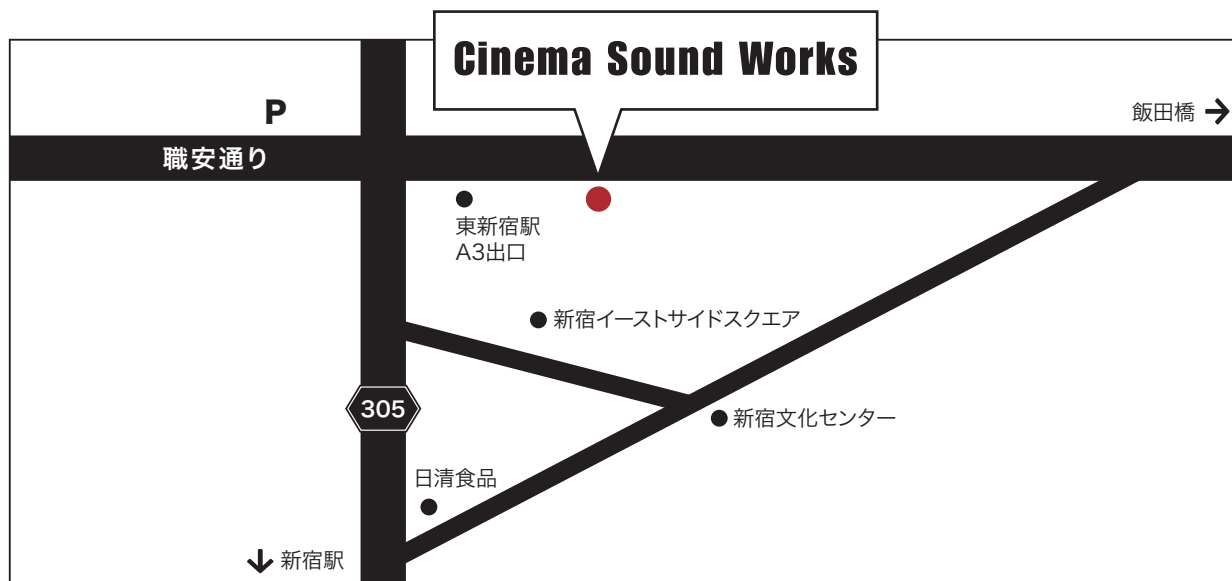 Cinema Sound Works
P
飯田橋
職安通り
東新宿駅
A3出口
新宿イーストサイドスクエア
305
新宿文化センター
日清食品
新宿駅